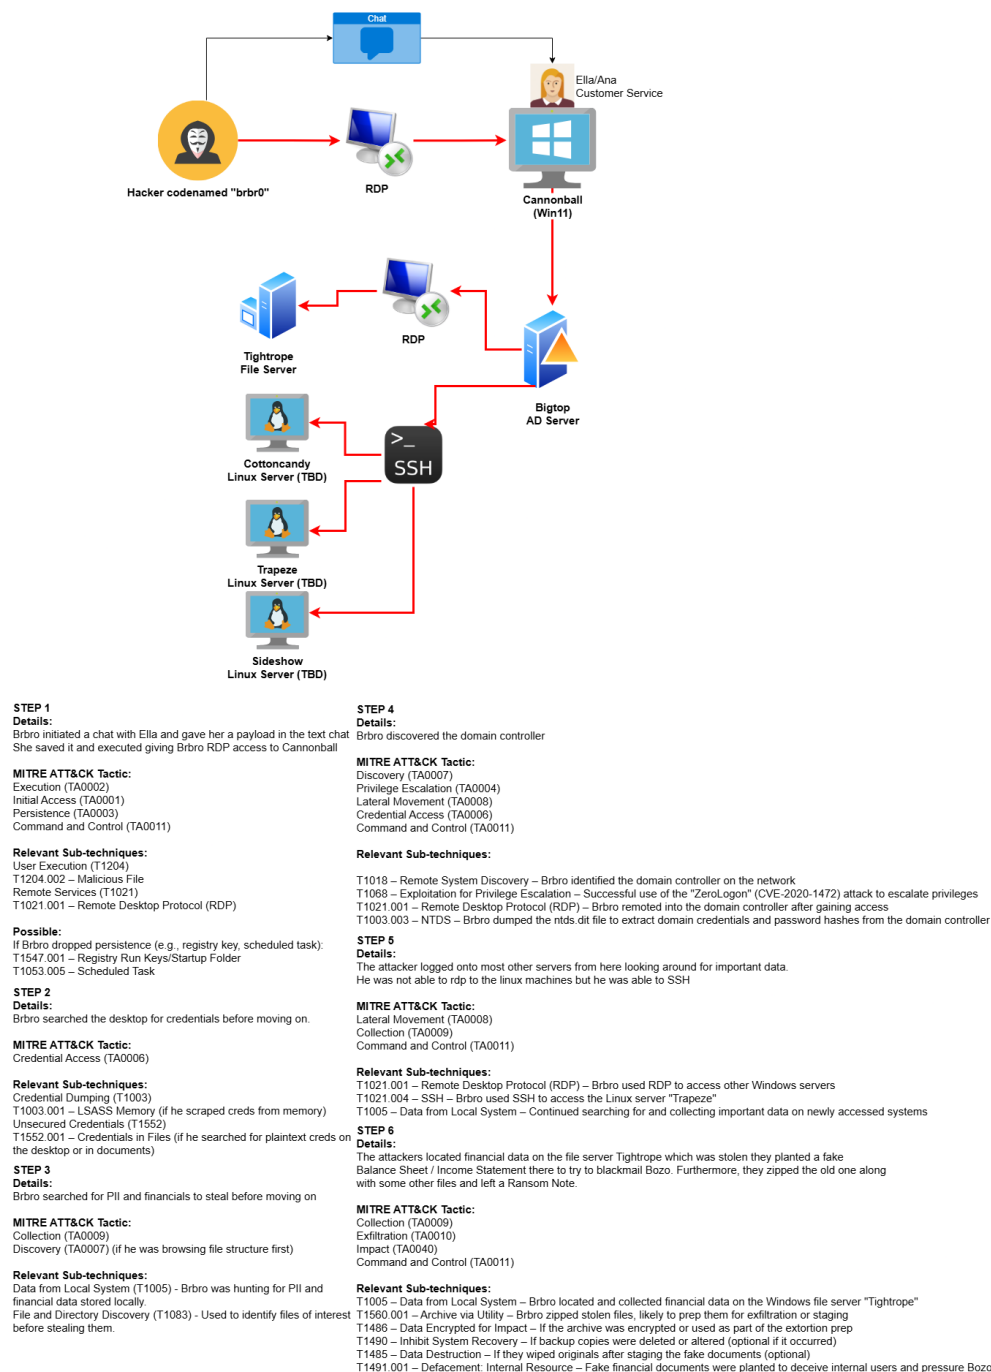 Chat
Ella/Ana
Customer Service
Hacker codenamed "brbr0"
RDP
Cannonball
(Win11)
RDP
Tightrope
File Server
Bigtop
AD Server
>_
SSH
Cottoncandy
Linux Server (TBD)
Trapeze
Linux Server (TBD)
Sideshow
Linux Server (TBD)
STEP 1
Details:
Brbro initiated a chat with Ella and gave her a payload in the text chat
She saved it and executed giving Brbro RDP access to Cannonball
MITRE ATT&CK Tactic:
Execution (TA0002)
Initial Access (TA0001)
Persistence (TA0003)
Command and Control (TA0011)
Relevant Sub-techniques:
User Execution (T1204)
T1204.002 – Malicious File
Remote Services (T1021)
T1021.001 – Remote Desktop Protocol (RDP)
Possible:
If Brbro dropped persistence (e.g., registry key, scheduled task):
T1547.001 – Registry Run Keys/Startup Folder
T1053.005 – Scheduled Task
STEP 2
Details:
Brbro searched the desktop for credentials before moving on.
MITRE ATT&CK Tactic:
Credential Access (TA0006)
Relevant Sub-techniques:
Credential Dumping (T1003)
T1003.001 – LSASS Memory (if he scraped creds from memory)
Unsecured Credentials (T1552)
T1552.001 – Credentials in Files (if he searched for plaintext creds on
the desktop or in documents)
STEP 3
Details:
Brbro searched for PII and financials to steal before moving on
MITRE ATT&CK Tactic:
Collection (TA0009)
Discovery (TA0007) (if he was browsing file structure first)
Relevant Sub-techniques:
Data from Local System (T1005) - Brbro was hunting for PII and
financial data stored locally.
File and Directory Discovery (T1083) - Used to identify files of interest
before stealing them.
STEP 4
Details:
Brbro discovered the domain controller
MITRE ATT&CK Tactic:
Discovery (TA0007)
Privilege Escalation (TA0004)
Lateral Movement (TA0008)
Credential Access (TA0006)
Command and Control (TA0011)
Relevant Sub-techniques:
T1018 – Remote System Discovery – Brbro identified the domain controller on the network
T1068 – Exploitation for Privilege Escalation – Successful use of the "ZeroLogon" (CVE-2020-1472) attack to escalate privileges
T1021.001 – Remote Desktop Protocol (RDP) – Brbro remoted into the domain controller after gaining access
T1003.003 – NTDS – Brbro dumped the ntds.dit file to extract domain credentials and password hashes from the domain controller
STEP 5
Details:
The attacker logged onto most other servers from here looking around for important data.
He was not able to rdp to the linux machines but he was able to SSH
MITRE ATT&CK Tactic:
Lateral Movement (TA0008)
Collection (TA0009)
Command and Control (TA0011)
Relevant Sub-techniques:
T1021.001 – Remote Desktop Protocol (RDP) – Brbro used RDP to access other Windows servers
T1021.004 – SSH – Brbro used SSH to access the Linux server "Trapeze"
T1005 – Data from Local System – Continued searching for and collecting important data on newly accessed systems
STEP 6
Details:
The attackers located financial data on the file server Tightrope which was stolen they planted a fake
Balance Sheet / Income Statement there to try to blackmail Bozo. Furthermore, they zipped the old one along
with some other files and left a Ransom Note.
MITRE ATT&CK Tactic:
Collection (TA0009)
Exfiltration (TA0010)
Impact (TA0040)
Command and Control (TA0011)
Relevant Sub-techniques:
T1005 – Data from Local System – Brbro located and collected financial data on the Windows file server "Tightrope"
T1560.001 – Archive via Utility – Brbro zipped stolen files, likely to prep them for exfiltration or staging
T1486 – Data Encrypted for Impact – If the archive was encrypted or used as part of the extortion prep
T1490 – Inhibit System Recovery – If backup copies were deleted or altered (optional if it occurred)
T1485 – Data Destruction – If they wiped originals after staging the fake documents (optional)
T1491.001 – Defacement: Internal Resource – Fake financial documents were planted to deceive internal users and pressure Bozo